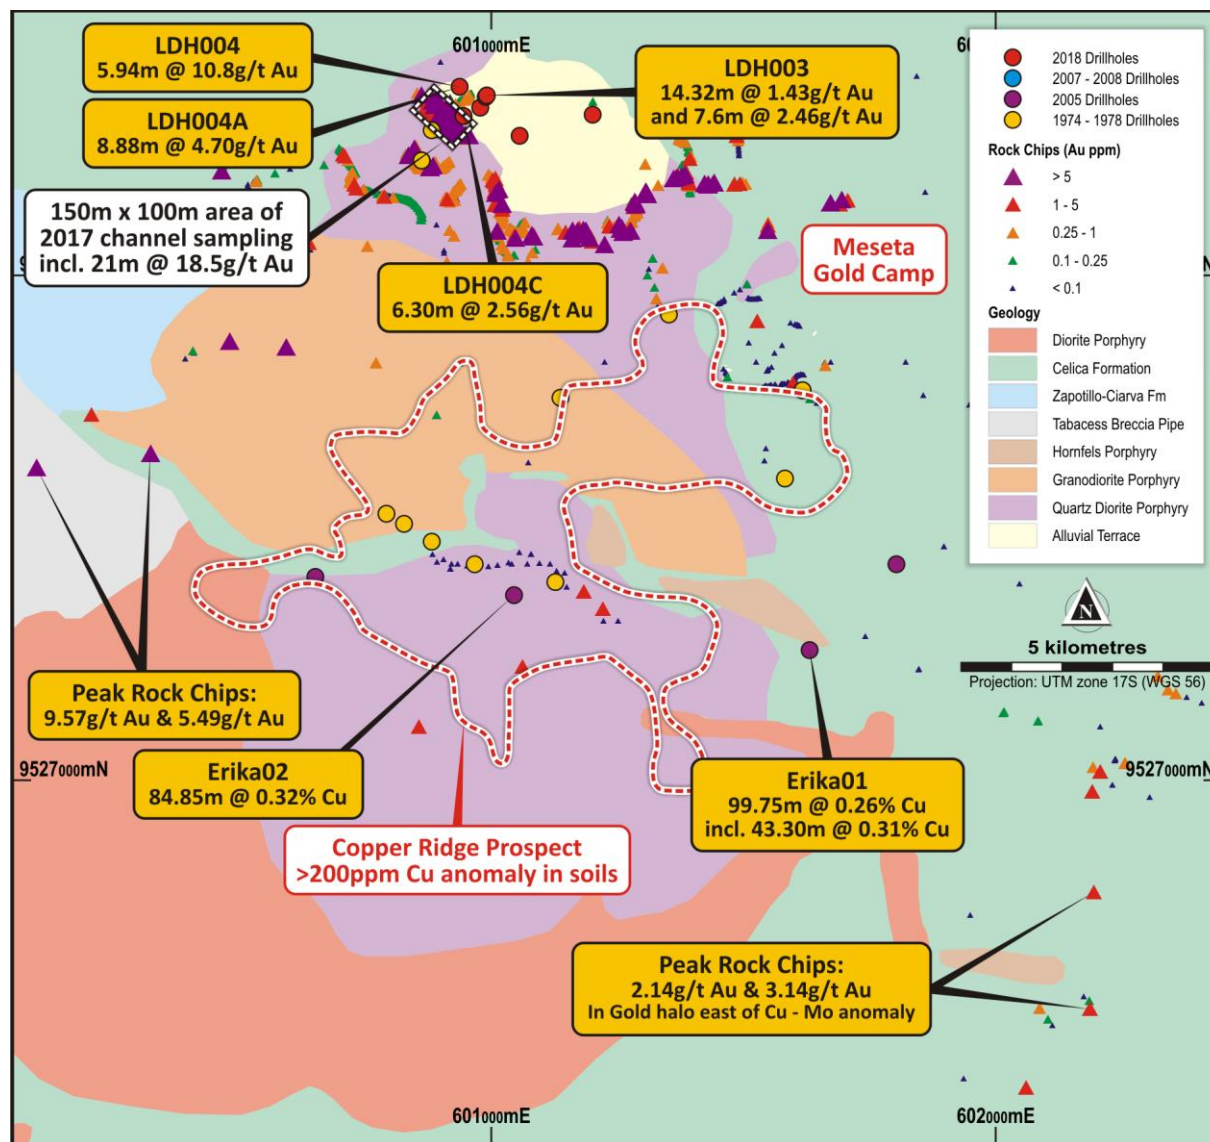 601000mE
60
LDH004
5.94m @ 10.8g/t Au
LDH003
14.32m @ 1.43g/t Au
and 7.6m @ 2.46g/t Au
LDH004A
8.88m @ 4.70g/t Au
150m x 100m area of
2017 channel sampling
incl. 21m @ 18.5g/t Au
LDH004C
6.30m @ 2.56g/t Au
Meseta
Gold Camp
9
N
2018 Drillholes
2007 - 2008 Drillholes
2005 Drillholes
1974 - 1978 Drillholes
Rock Chips (Au ppm)
> 5
1 - 5
0.25 - 1
0.1 - 0.25
< 0.1
Geology
Diorite Porphyry
Celica Formation
Zapotillo-Ciarva Fm
Tabacess Breccia Pipe
Hornfels Porphyry
Granodiorite Porphyry
Quartz Diorite Porphyry
Alluvial Terrace
N
5 kilometres
Projection: UTM zone 17S (WGS 56)
Peak Rock Chips:
9.57g/t Au & 5.49g/t Au
Erika02
84.85m @ 0.32% Cu
Erika01
99.75m @ 0.26% Cu
incl. 43.30m @ 0.31% Cu
9527000mN
9527000mN
Copper Ridge Prospect
>200ppm Cu anomaly in soils
Peak Rock Chips:
2.14g/t Au & 3.14g/t Au
In Gold halo east of Cu - Mo anomaly
601000mE
602000mE